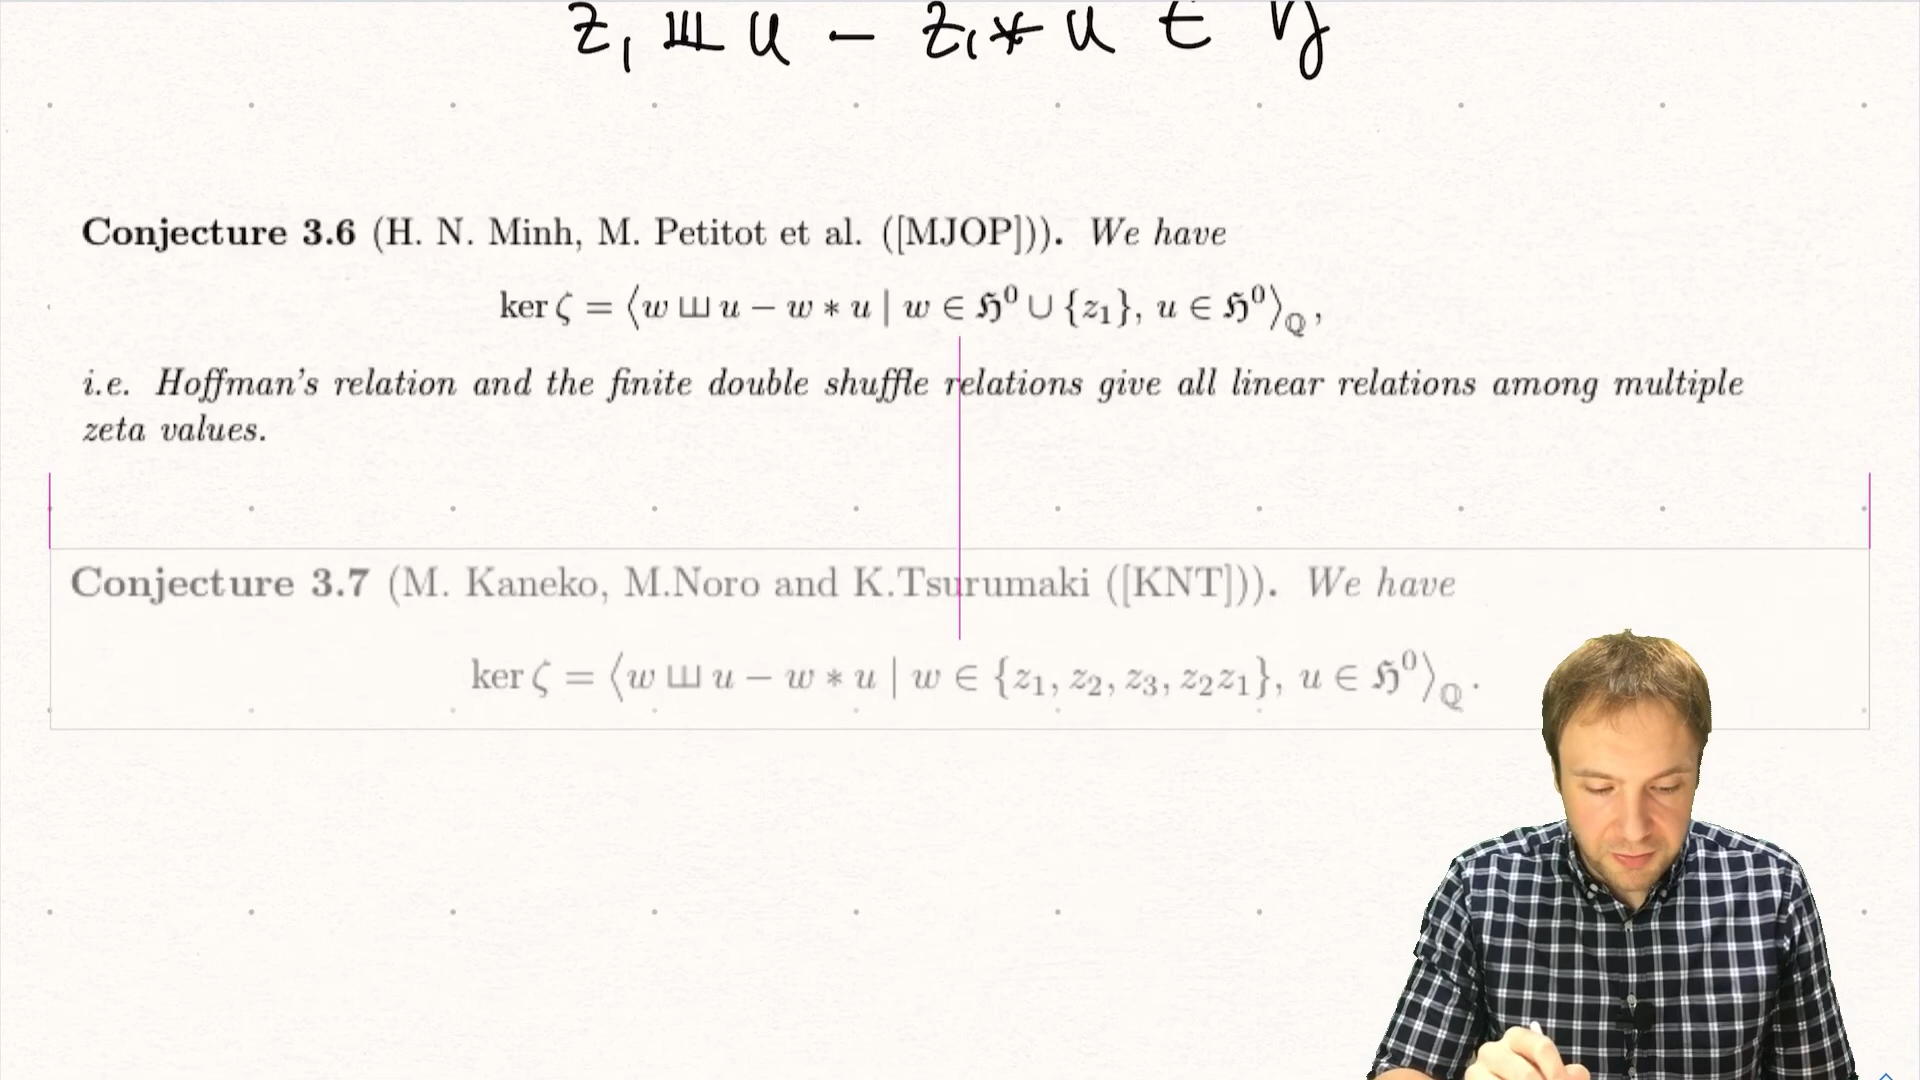 z₁ ⧢ u − z₁ * u ∈ 𝔥
Conjecture 3.6 (H. N. Minh, M. Petitot et al. ([MJOP])). We have
ker ζ = ⟨w ⧢ u − w * u | w ∈ ℌ⁰ ∪ {z₁}, u ∈ ℌ⁰⟩_ℚ,
i.e. Hoffman's relation and the finite double shuffle relations give all linear relations among multiple
zeta values.
Conjecture 3.7 (M. Kaneko, M.Noro and K.Tsurumaki ([KNT])). We have
ker ζ = ⟨w ⧢ u − w * u | w ∈ {z₁, z₂, z₃, z₂z₁}, u ∈ ℌ⁰⟩_ℚ.